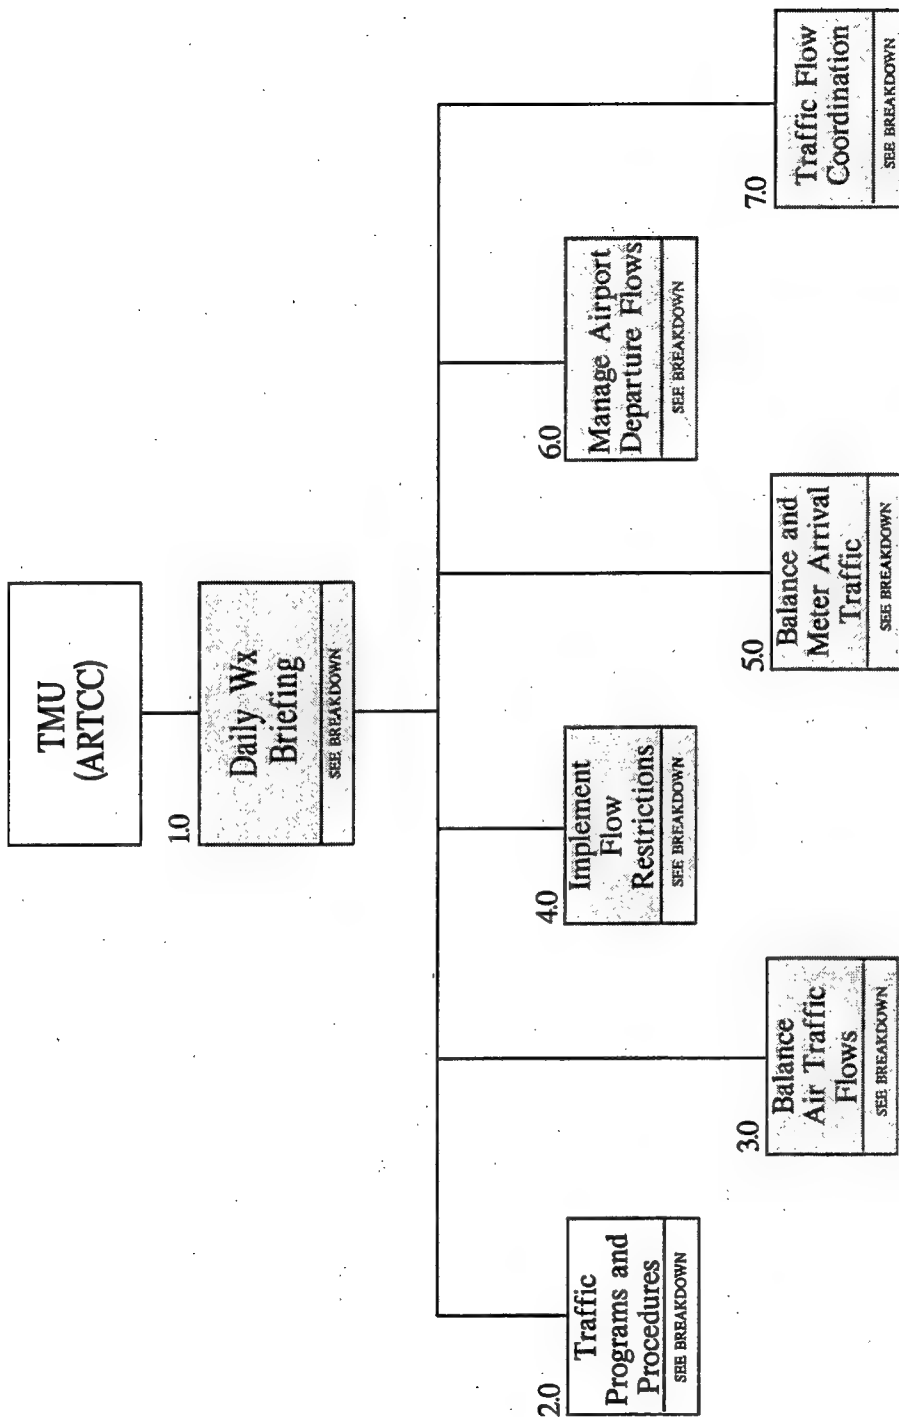 TMU
(ARTCC)
1.0
Daily Wx
Briefing
SEE BREAKDOWN
2.0
Traffic
Programs and
Procedures
SEE BREAKDOWN
3.0
Balance
Air Traffic
Flows
SEE BREAKDOWN
4.0
Implement
Flow
Restrictions
SEE BREAKDOWN
5.0
Balance and
Meter Arrival
Traffic
SEE BREAKDOWN
6.0
Manage Airport
Departure Flows
SEE BREAKDOWN
7.0
Traffic Flow
Coordination
SEE BREAKDOWN